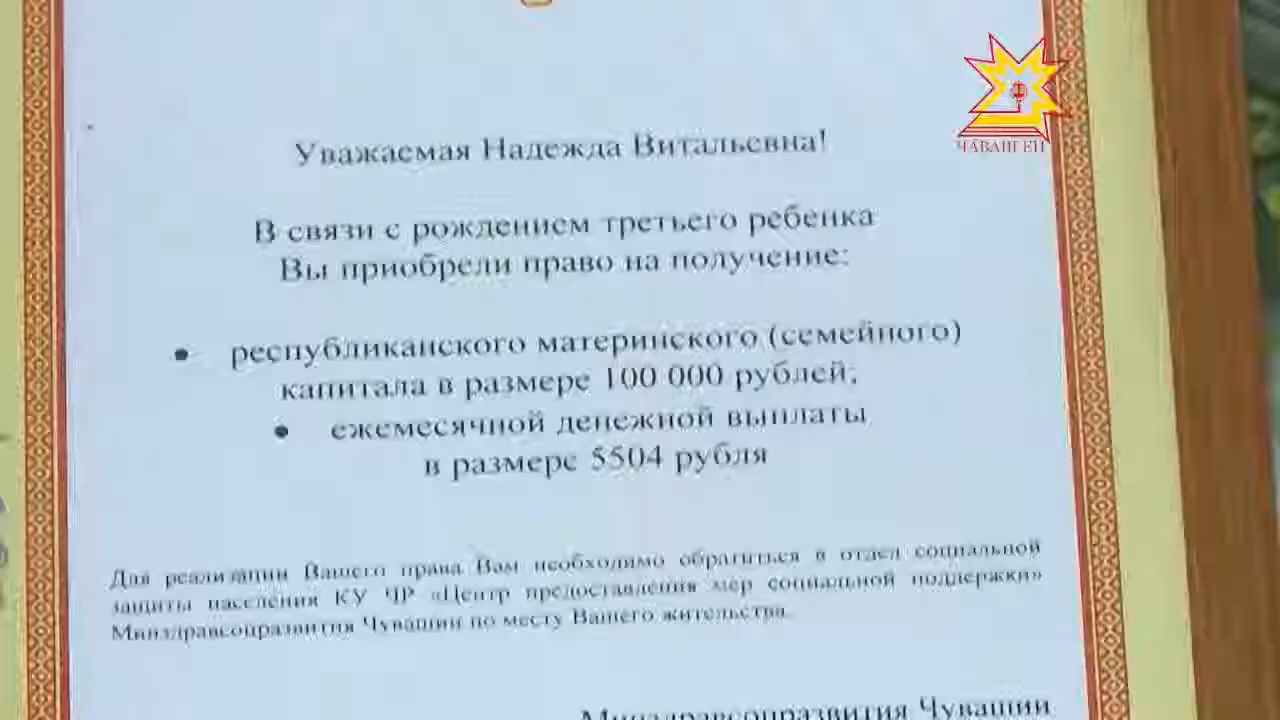 ЧӐВАШ ЕН
Уважаемая Надежда Витальевна!
В связи с рождением третьего ребенка
Вы приобрели право на получение:
• республиканского материнского (семейного)
капитала в размере 100 000 рублей;
• ежемесячной денежной выплаты
в размере 5504 рубля
Для реализации Вашего права Вам необходимо обратиться в отдел социальной
защиты населения КУ ЧР «Центр предоставления мер социальной поддержки»
Минздравсоцразвития Чувашии по месту Вашего жительства.
Минздравсоцразвития Чувашии